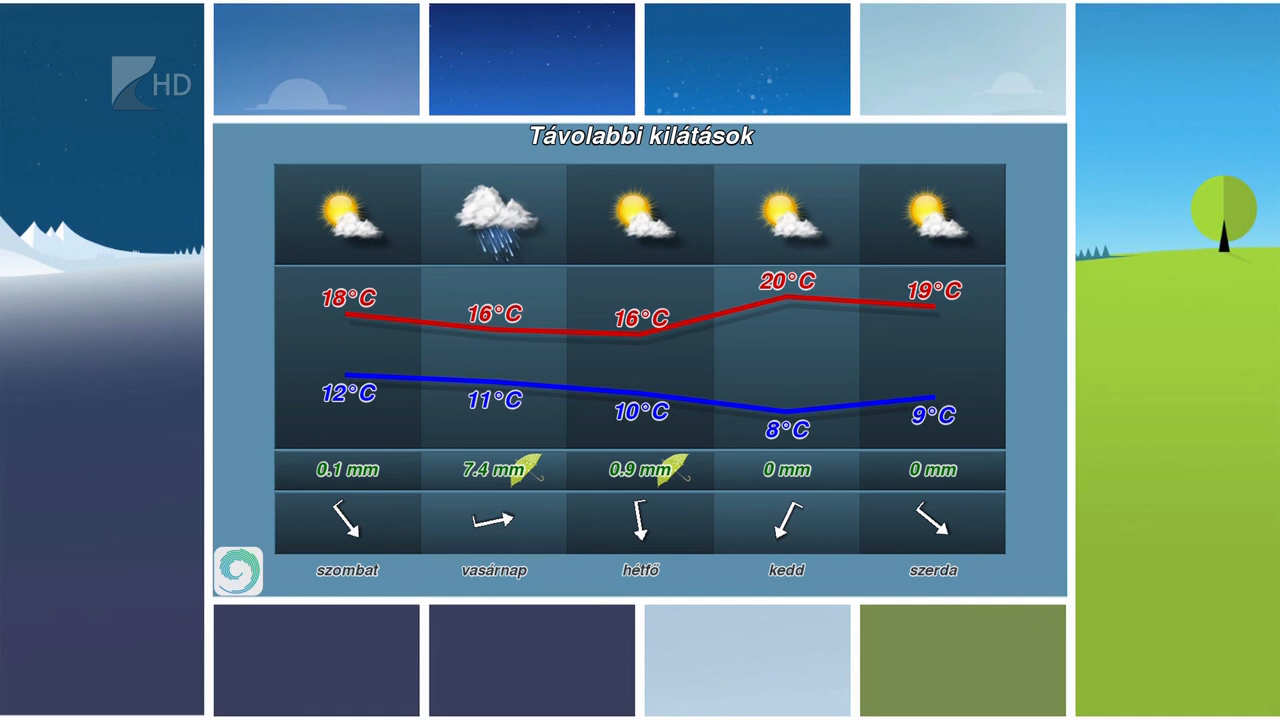 HD
Távolabbi kilátások
18°C 16°C 16°C 20°C 19°C
12°C 11°C 10°C 8°C 9°C
0.1 mm 7.4 mm 0.9 mm 0 mm 0 mm
szombat vasárnap hétfő kedd szerda